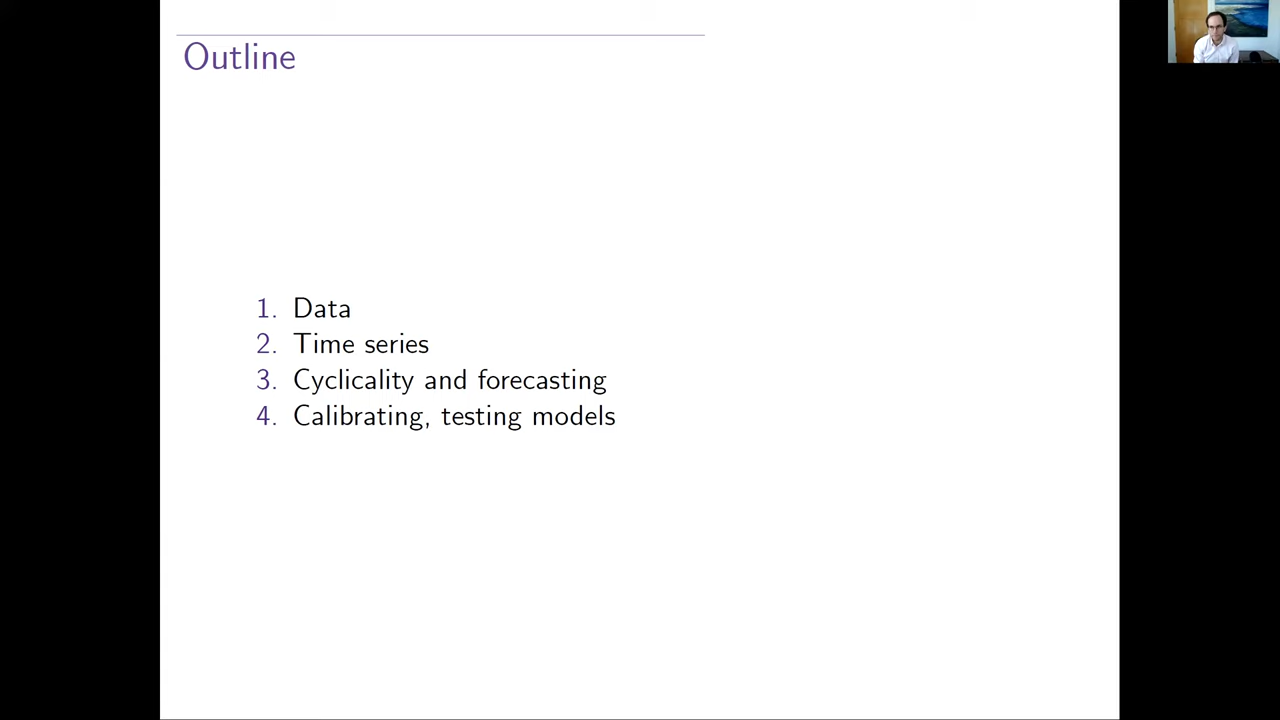 Outline
1. Data
2. Time series
3. Cyclicality and forecasting
4. Calibrating, testing models